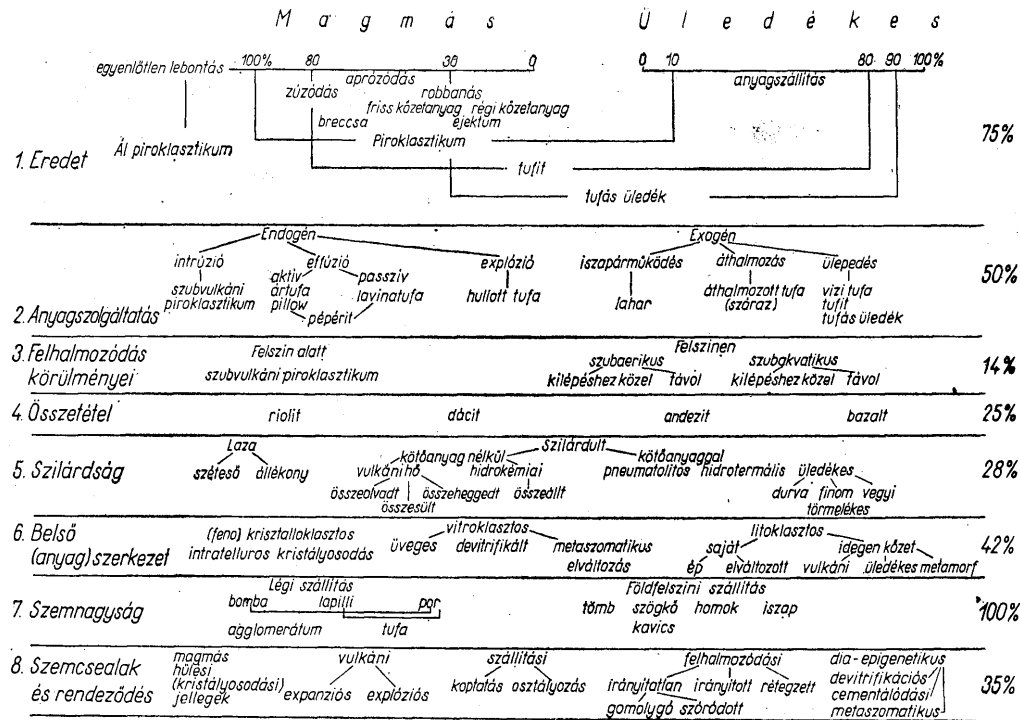 Magmás Üledékes
egyenlőtlen lebontás 100% 80 30 0 0 10 80 90 100%
aprózódás anyagszállítás
zúzódás robbanás
friss kőzetanyag régi kőzetanyag
breccsa ejektum
Ál piroklasztikum Piroklasztikum 75%
1. Eredet
tufit
tufás üledék
Endogén Exogén
intrúzió effúzió explózió iszapárműködés áthalmozás ülepedés 50%
aktív passzív
szubvulkáni ártufa lavinatufa hullott tufa áthalmozott tufa vizi tufa
piroklasztikum pillow lahar (száraz) tufit
2. Anyagszolgáltatás pépérit tufás üledék
3. Felhalmozódás Felszín alatt Felszínen 14%
szubaerikus szubakvatikus
körülményei szubvulkáni piroklasztikum kilépéshez közel távol kilépéshez közel távol
4. Összetétel riolit dácit andezit bazalt 25%
Laza Szilárdult
kötőanyag nélkül kötőanyaggal
5. Szilárdság széteső állékony vulkáni hő hidrokémiai pneumatolitos hidrotermális üledékes 28%
összeolvadt összeheggedt összeállt durva finom vegyi
összesült törmelékes
6. Belső (feno) krisztalloklasztos vitroklasztos litoklasztos
(anyag)szerkezet intratelluros kristályosodás üveges devitrifikált metaszomatikus saját idegen kőzet 42%
elváltozás ép elváltozott vulkáni üledékes metamorf
Légi szállítás Földfelszíni szállítás
7. Szemnagyság bomba lapilli por tömb szögkő homok iszap 100%
kavics
agglomerátum tufa
8. Szemcsealak magmás vulkáni szállítási felhalmozódási dia-epigenetikus
hülési devitrifikációs
és rendeződés (kristályosodási) expanziós explóziós koptatás osztályozás irányítatlan irányított rétegzett cementálódási 35%
jellegek gomolygó szóródott metaszomatikus